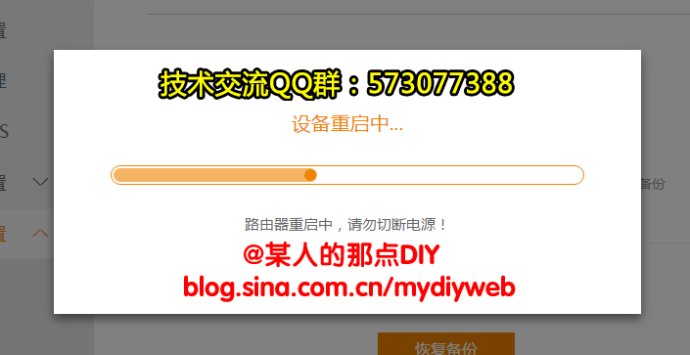 置
理
S
置
备份
置
技术交流QQ群：573077388
设备重启中...
路由器重启中，请勿切断电源！
@某人的那点DIY
blog.sina.com.cn/mydiyweb
恢复备份